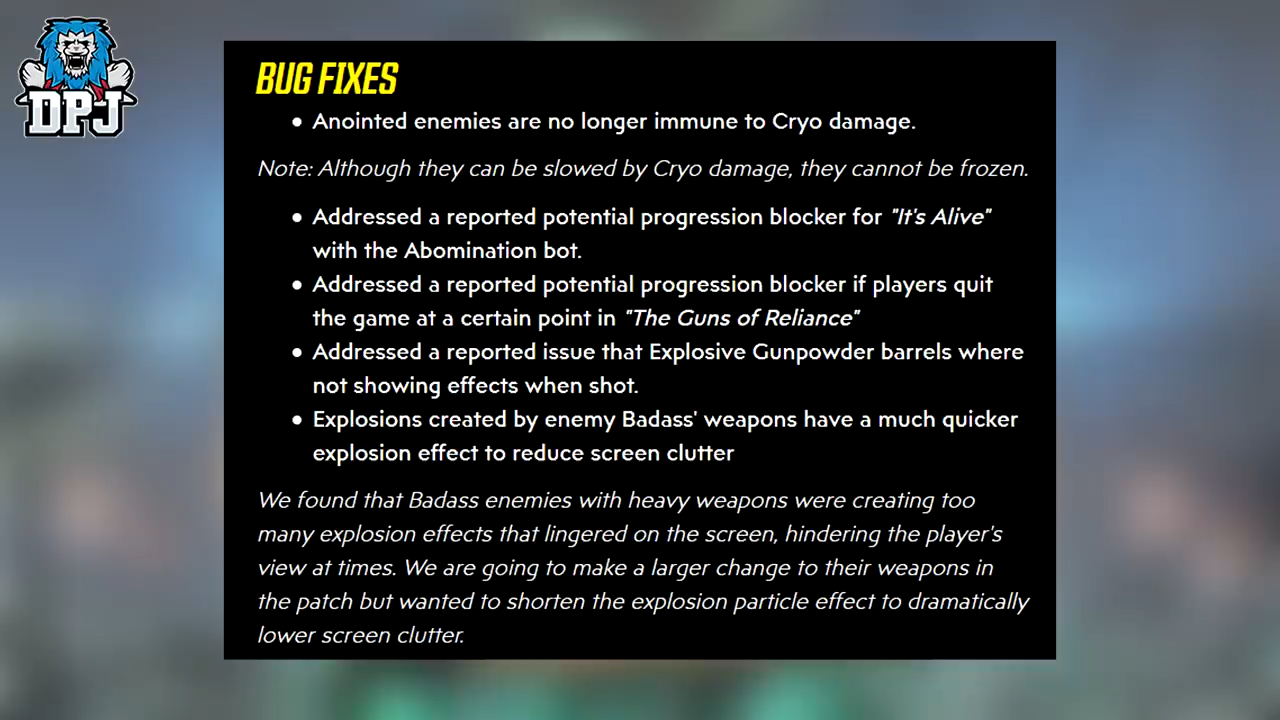 DPJ
BUG FIXES
• Anointed enemies are no longer immune to Cryo damage.
Note: Although they can be slowed by Cryo damage, they cannot be frozen.
• Addressed a reported potential progression blocker for "It's Alive"
with the Abomination bot.
• Addressed a reported potential progression blocker if players quit
the game at a certain point in "The Guns of Reliance"
• Addressed a reported issue that Explosive Gunpowder barrels where
not showing effects when shot.
• Explosions created by enemy Badass' weapons have a much quicker
explosion effect to reduce screen clutter
We found that Badass enemies with heavy weapons were creating too
many explosion effects that lingered on the screen, hindering the player's
view at times. We are going to make a larger change to their weapons in
the patch but wanted to shorten the explosion particle effect to dramatically
lower screen clutter.